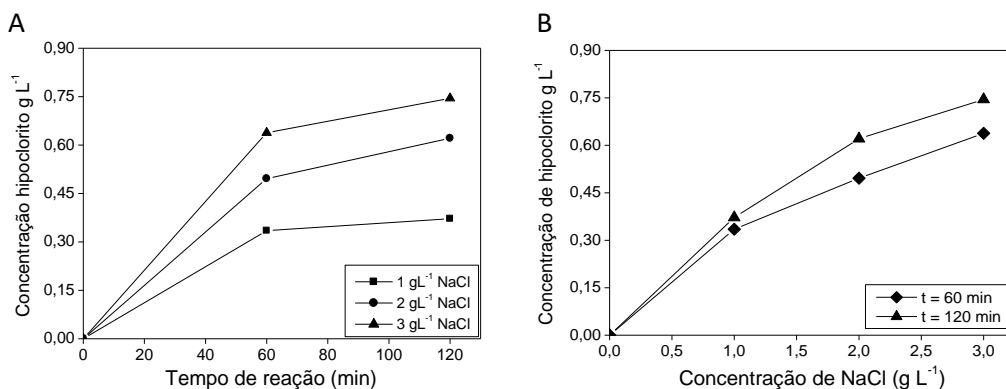 A
Concentração hipoclorito g L⁻¹
0,90
0,75
0,60
0,45
0,30
0,15
0,00
0 20 40 60 80 100 120
Tempo de reação (min)
1 gL⁻¹ NaCl
2 gL⁻¹ NaCl
3 gL⁻¹ NaCl
B
Concentração de hipoclorito g L⁻¹
0,90
0,75
0,60
0,45
0,30
0,15
0,00
0,0 0,5 1,0 1,5 2,0 2,5 3,0
Concentração de NaCl (g L⁻¹)
t = 60 min
t = 120 min